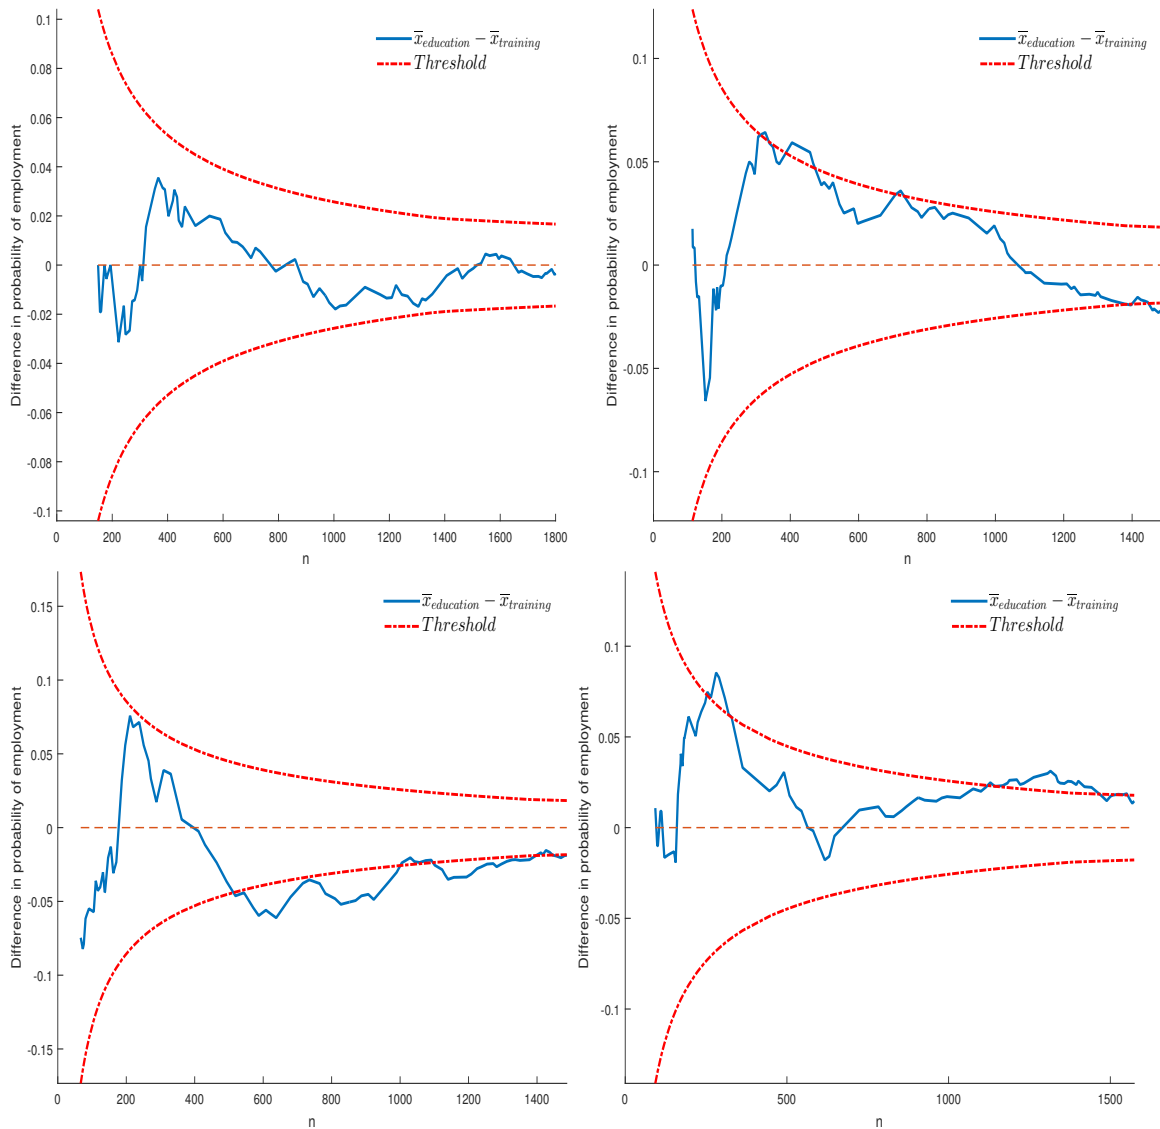 0.1
0.08
0.06
0.04
0.02
0
-0.02
-0.04
-0.06
-0.08
-0.1
Difference in probability of employment
x̅education − x̅training
Threshold
0 200 400 600 800 1000 1200 1400 1600 1800
n
0.1
0.05
0
-0.05
-0.1
Difference in probability of employment
x̅education − x̅training
Threshold
0 200 400 600 800 1000 1200 1400
n
0.15
0.1
0.05
0
-0.05
-0.1
-0.15
Difference in probability of employment
x̅education − x̅training
Threshold
0 200 400 600 800 1000 1200 1400
n
0.1
0.05
0
-0.05
-0.1
Difference in probability of employment
x̅education − x̅training
Threshold
0 500 1000 1500
n